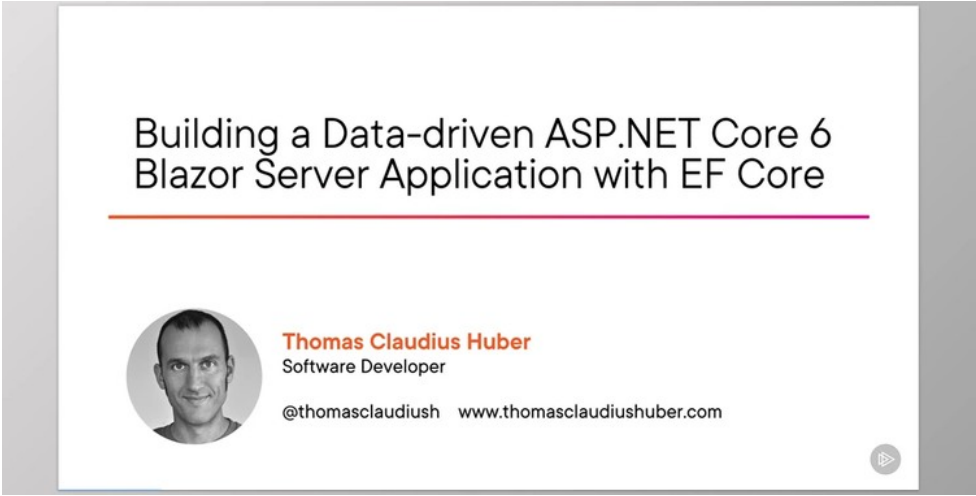 Building a Data-driven ASP.NET Core 6
Blazor Server Application with EF Core
Thomas Claudius Huber
Software Developer
@thomasclaudiush www.thomasclaudiushuber.com